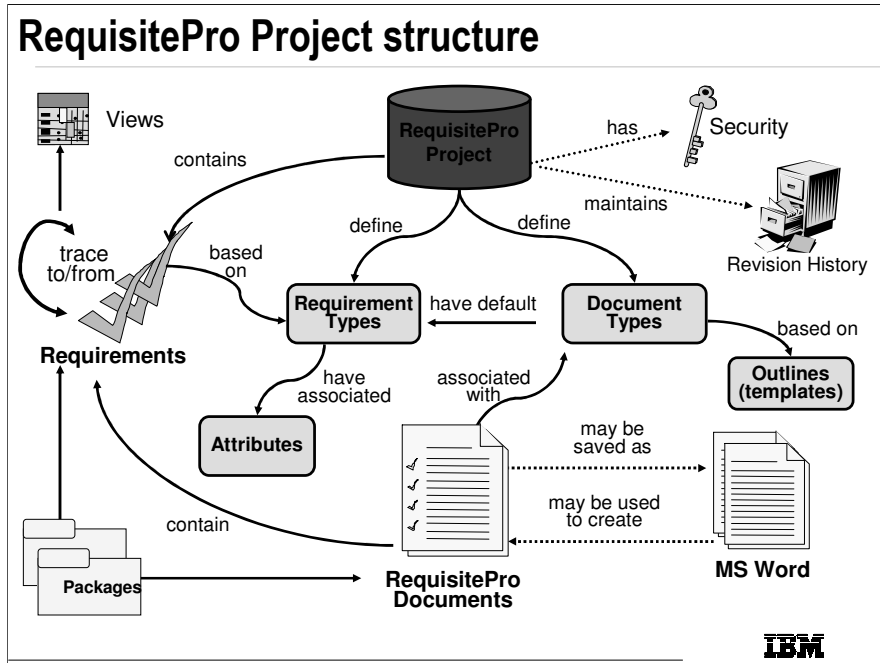 RequisitePro Project structure
Views
RequisitePro
Project
has
Security
contains
maintains
Revision History
trace
to/from
based
on
define
define
Requirements
Requirement
Types
have default
Document
Types
based on
Outlines
(templates)
have
associated
associated
with
Attributes
may be
saved as
may be used
to create
contain
Packages
RequisitePro
Documents
MS Word
IBM